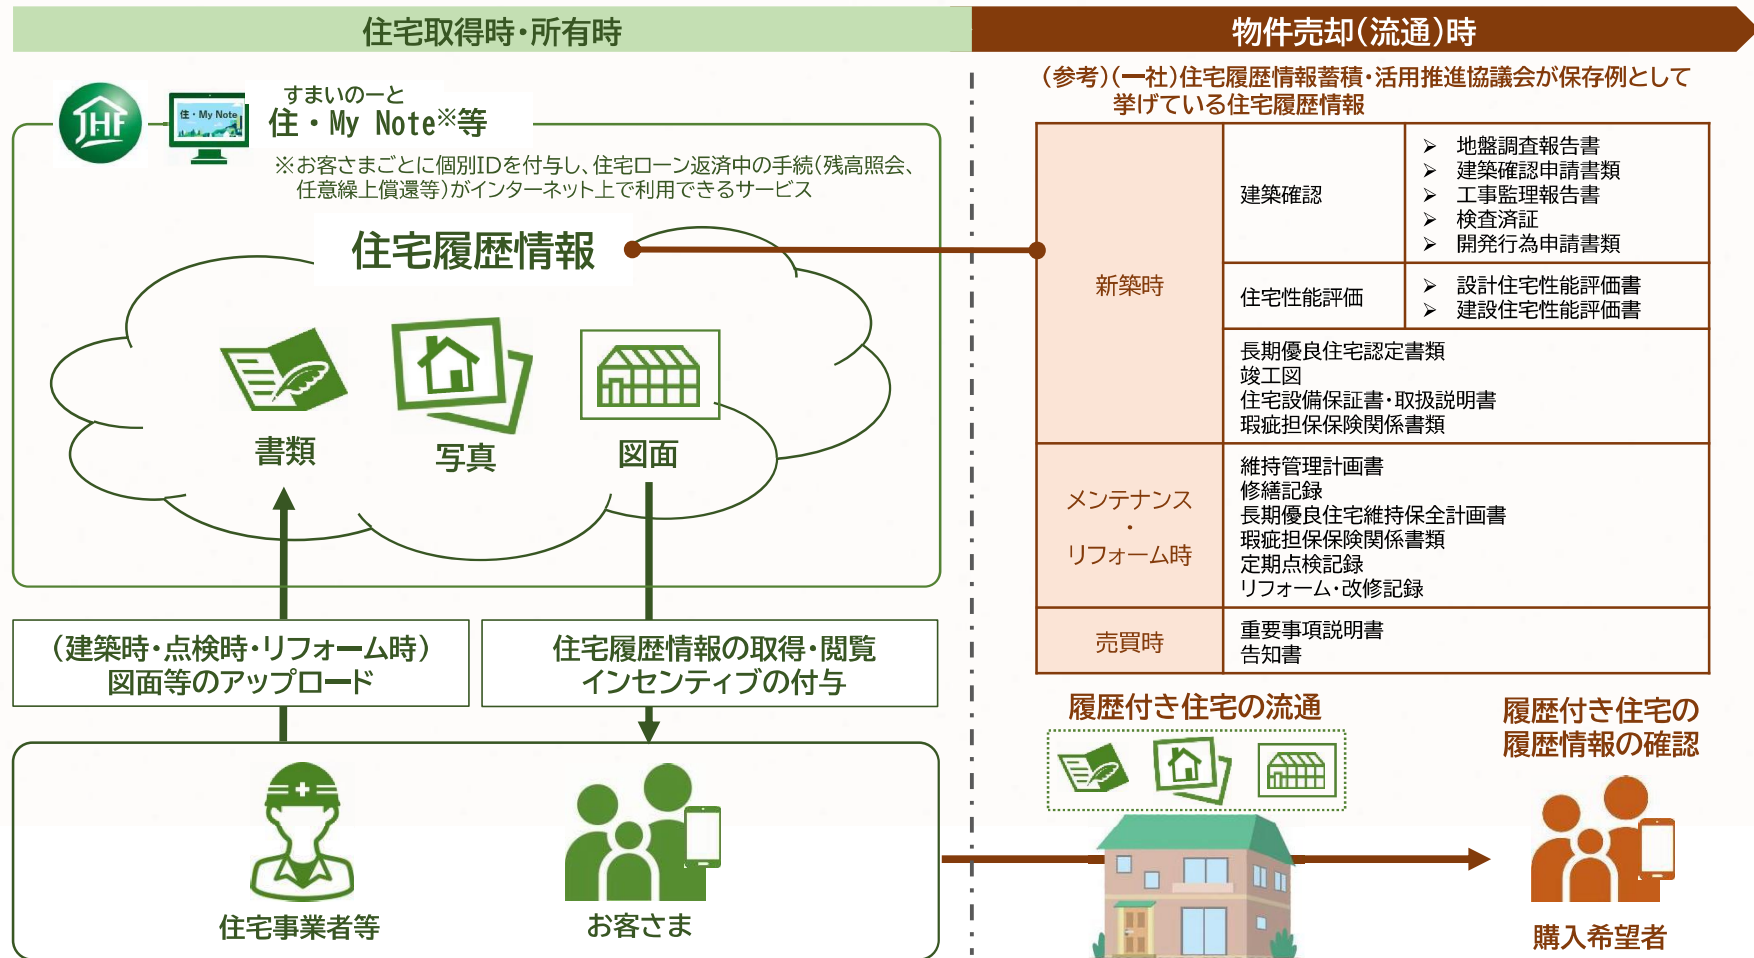 住宅取得時・所有時
物件売却（流通）時
JHF
住・My Note
すまいのーと
住・My Note※等
※お客さまごとに個別IDを付与し、住宅ローン返済中の手続（残高照会、
任意繰上償還等）がインターネット上で利用できるサービス
住宅履歴情報
書類
写真
図面
（建築時・点検時・リフォーム時）
図面等のアップロード
住宅履歴情報の取得・閲覧
インセンティブの付与
住宅事業者等
お客さま
（参考）（一社）住宅履歴情報蓄積・活用推進協議会が保存例として
挙げている住宅履歴情報
新築時
建築確認
➢ 地盤調査報告書
➢ 建築確認申請書類
➢ 工事監理報告書
➢ 検査済証
➢ 開発行為申請書類
住宅性能評価
➢ 設計住宅性能評価書
➢ 建設住宅性能評価書
長期優良住宅認定書類
竣工図
住宅設備保証書・取扱説明書
瑕疵担保保険関係書類
メンテナンス
・
リフォーム時
維持管理計画書
修繕記録
長期優良住宅維持保全計画書
瑕疵担保保険関係書類
定期点検記録
リフォーム・改修記録
売買時
重要事項説明書
告知書
履歴付き住宅の流通
履歴付き住宅の
履歴情報の確認
購入希望者